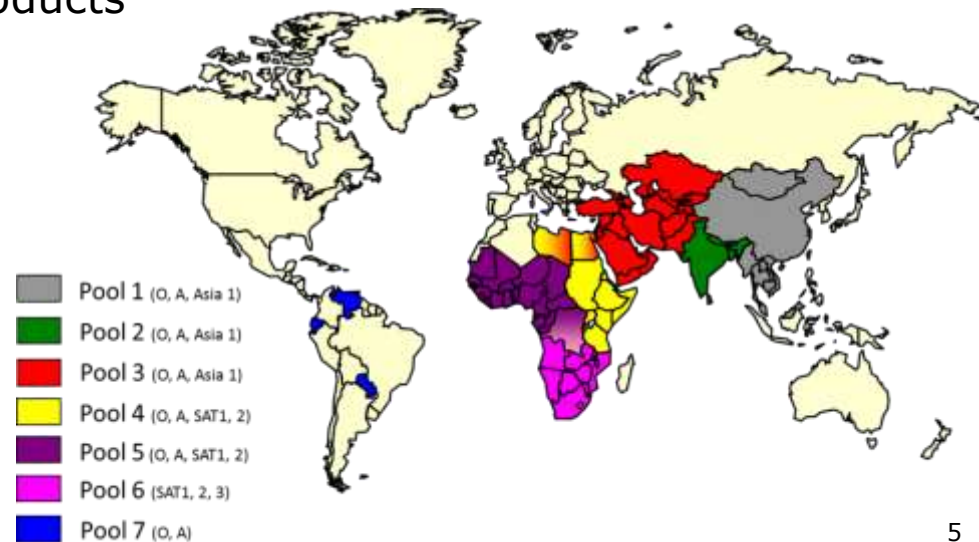 Pool 1 (O, A, Asia 1)
Pool 2 (O, A, Asia 1)
Pool 3 (O, A, Asia 1)
Pool 4 (O, A, SAT1, 2)
Pool 5 (O, A, SAT1, 2)
Pool 6 (SAT1, 2, 3)
Pool 7 (O, A)
5